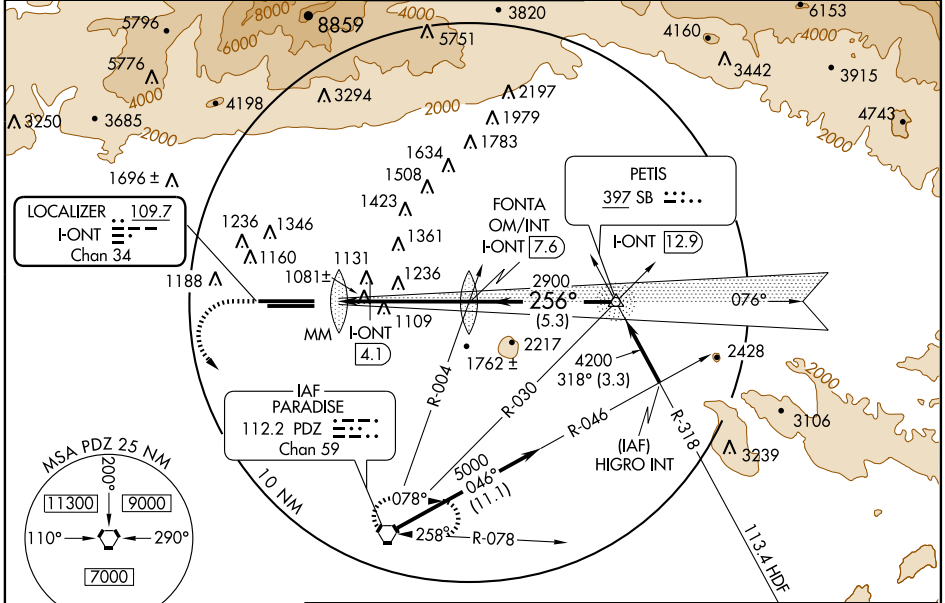 5796
8000
8859
4000
3820
6153
5776
6000
5751
4160
3442
4000
3915
4000
4198
3294
2000
2197
4743
3250
3685
2000
1979
2000
1783
1634
1696 ±
1508
PETIS
397 SB
LOCALIZER 109.7
I-ONT
Chan 34
1423
FONTA
OM/INT
I-ONT 7.6
I-ONT 12.9
1236
1346
1361
1160
1131
1188
1081±
1236
2900
256°
(5.3)
076°
1109
MM
I-ONT
4.1
2217
1762 ±
4200
318° (3.3)
2428
2000
R-004
R-030
R-046
R-318
IAF
PARADISE
112.2 PDZ
Chan 59
3106
(IAF)
HIGRO INT
3239
MSA PDZ 25 NM
10 NM
5000
046°
(11.1)
078°
200°
11300
9000
110°
290°
258°
R-078
7000
113.4 HDF